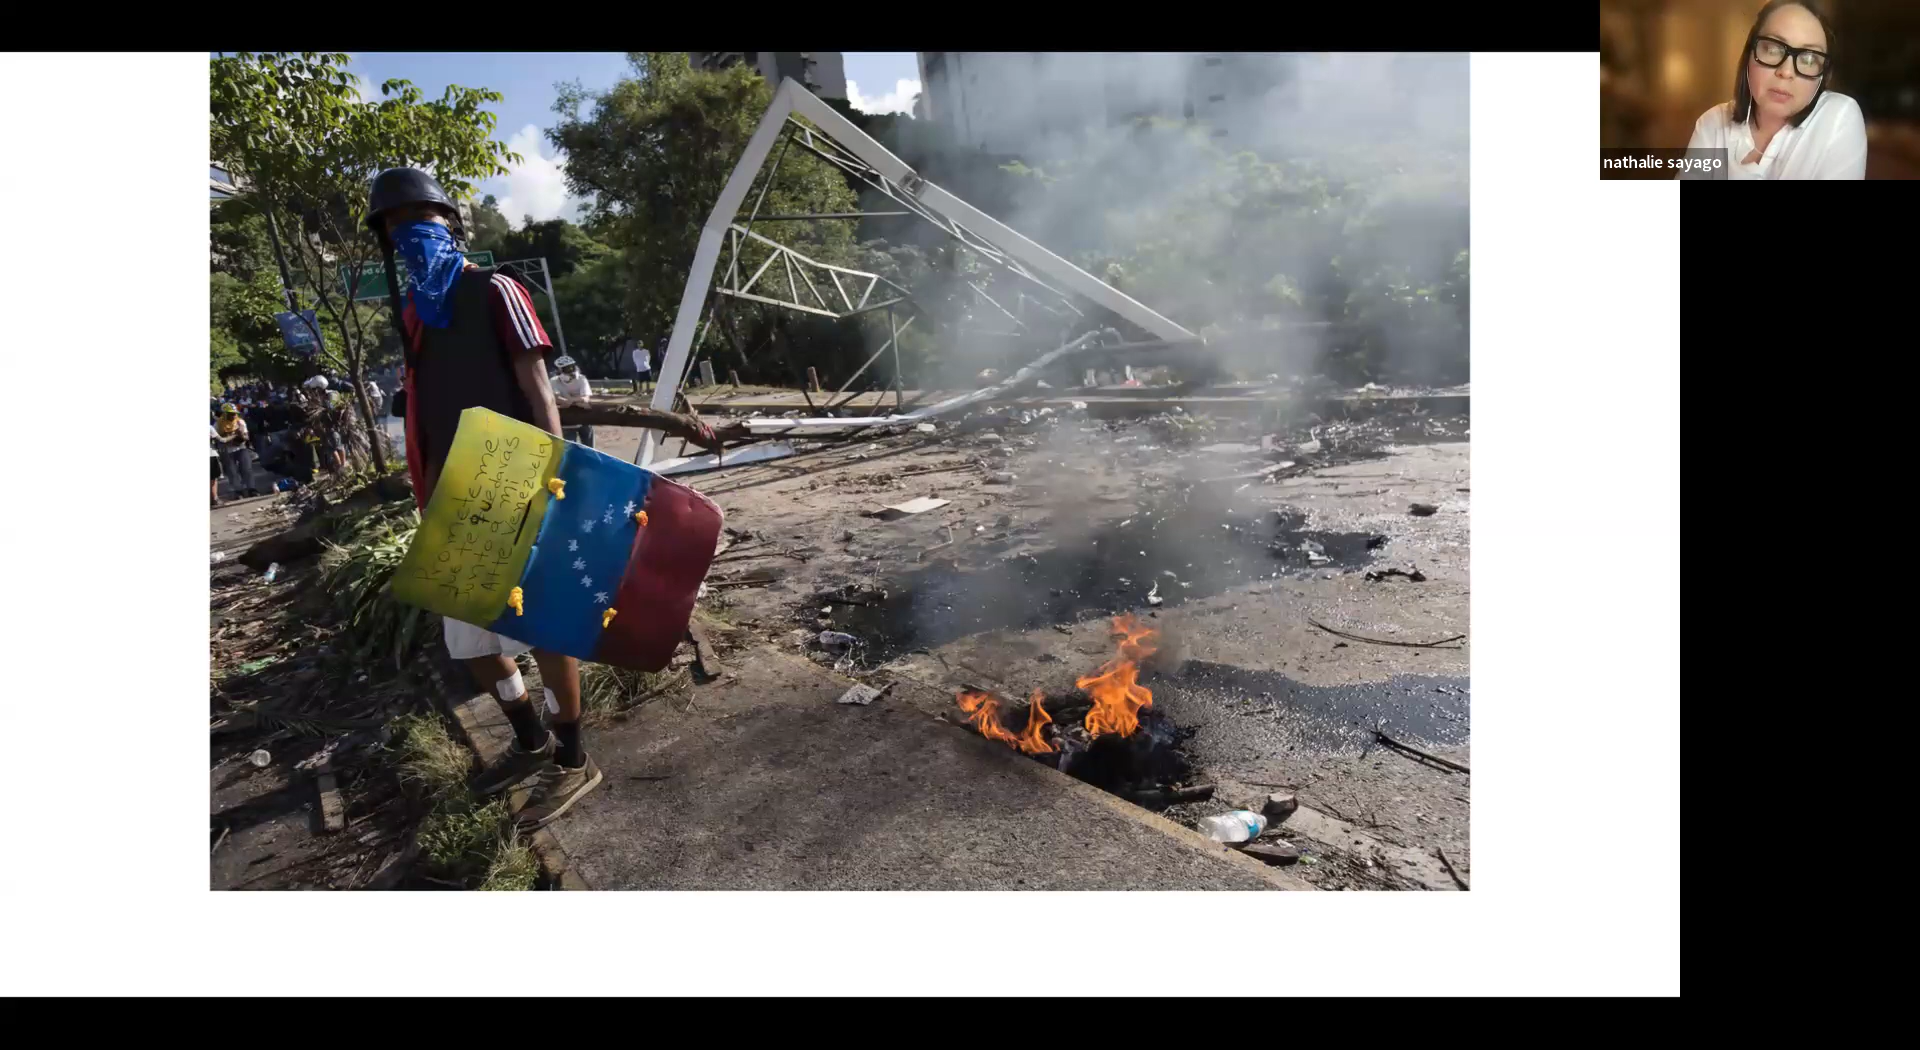 nathalie sayago
Prometeme
que te quedaras
junto a mi
Atte Venezuela